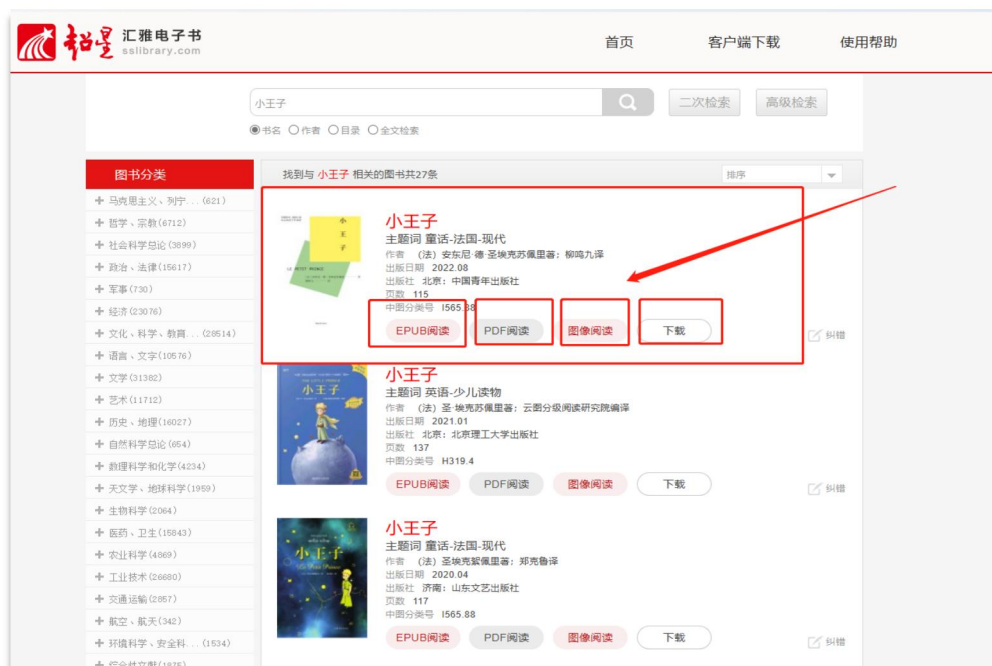 超星 汇雅电子书
sslibrary.com
首页 客户端下载 使用帮助
小王子
二次检索 高级检索
书名 作者 目录 全文检索
图书分类
马克思主义、列宁...(621)
哲学、宗教(6712)
社会科学总论(3899)
政治、法律(15617)
军事(730)
经济(23076)
文化、科学、教育...(28514)
语言、文字(10576)
文学(31382)
艺术(11712)
历史、地理(16027)
自然科学总论(654)
数理科学和化学(4234)
天文学、地球科学(1959)
生物科学(2064)
医药、卫生(15843)
农业科学(4869)
工业技术(26680)
交通运输(2857)
航空、航天(342)
环境科学、安全科...(1534)
找到与 小王子 相关的图书共27条
排序
小
王
子
LE PETIT PRINCE
小王子
主题词 童话-法国-现代
作者 (法) 安东尼·德·圣埃克苏佩里著; 柳鸣九译
出版日期 2022.08
出版社 北京: 中国青年出版社
页数 115
中图分类号 I565.88
EPUB阅读 PDF阅读 图像阅读 下载
纠错
小王子
小王子
主题词 英语-少儿读物
作者 (法) 圣·埃克苏佩里著; 云图分级阅读研究院编译
出版日期 2021.01
出版社 北京: 北京理工大学出版社
页数 137
中图分类号 H319.4
EPUB阅读 PDF阅读 图像阅读 下载
纠错
小王子
小王子
主题词 童话-法国-现代
作者 (法) 圣埃克絮佩里著; 郑克鲁译
出版日期 2020.04
出版社 济南: 山东文艺出版社
页数 117
中图分类号 I565.88
EPUB阅读 PDF阅读 图像阅读 下载
纠错